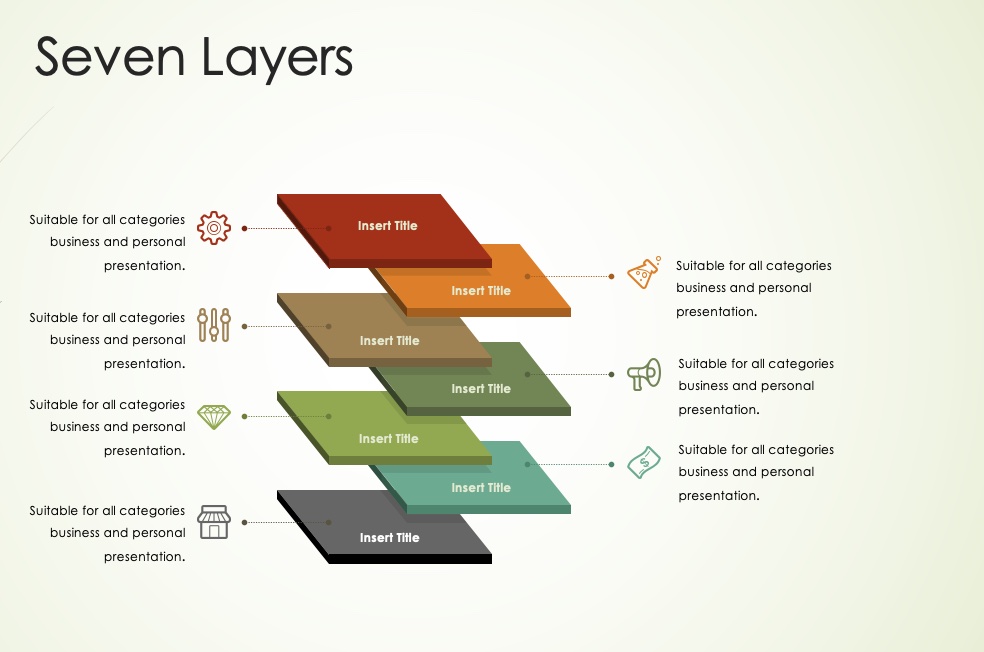 Seven Layers
Suitable for all categories
business and personal
presentation.
Insert Title
Insert Title
Suitable for all categories
business and personal
presentation.
Suitable for all categories
business and personal
presentation.
Insert Title
Insert Title
Suitable for all categories
business and personal
presentation.
Suitable for all categories
business and personal
presentation.
Insert Title
Insert Title
$
Suitable for all categories
business and personal
presentation.
Suitable for all categories
business and personal
presentation.
Insert Title